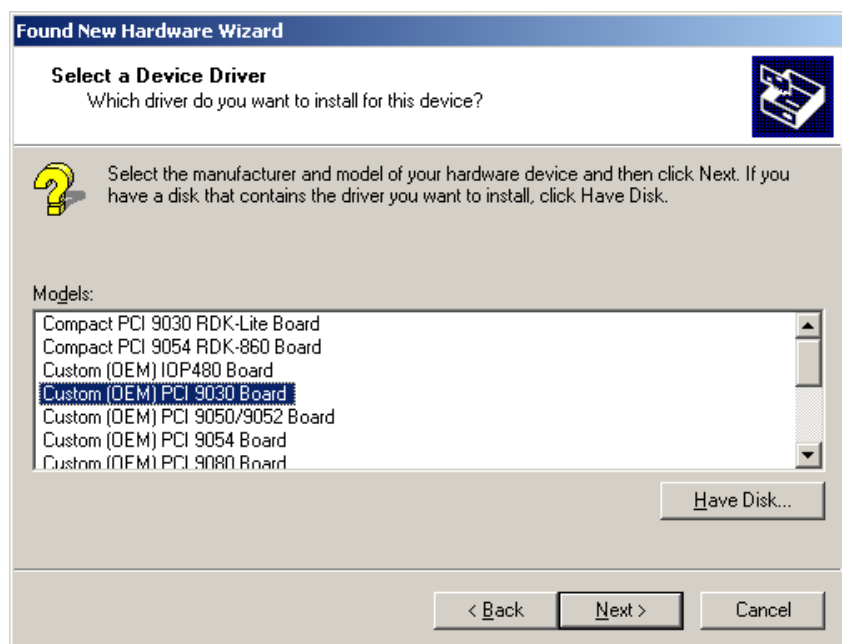 Found New Hardware Wizard
Select a Device Driver
Which driver do you want to install for this device?
Select the manufacturer and model of your hardware device and then click Next. If you
have a disk that contains the driver you want to install, click Have Disk.
Models:
Compact PCI 9030 RDK-Lite Board
Compact PCI 9054 RDK-860 Board
Custom (OEM) IOP480 Board
Custom (OEM) PCI 9030 Board
Custom (OEM) PCI 9050/9052 Board
Custom (OEM) PCI 9054 Board
Custom (OEM) PCI 9080 Board
Have Disk...
< Back Next > Cancel